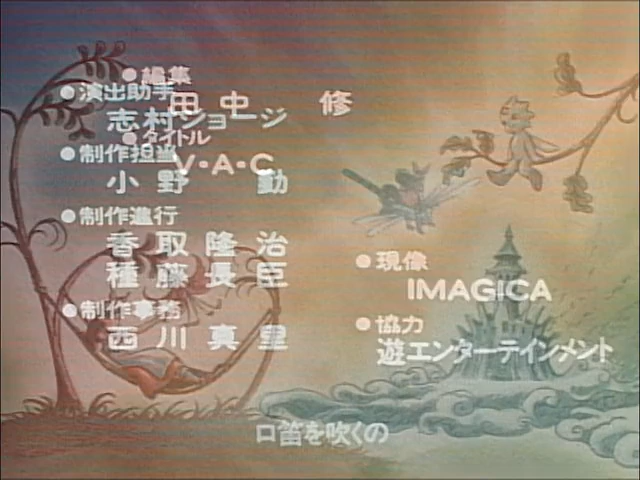 ●編集
●演出助手
田中 修
志村ジョージ
●タイトル
●制作担当
V・A・C
小野 勤
●制作進行
香取隆治
種藤長臣
●現像
IMAGICA
●制作事務
●協力
西川真里
遊エンターテインメント
口笛を吹くの